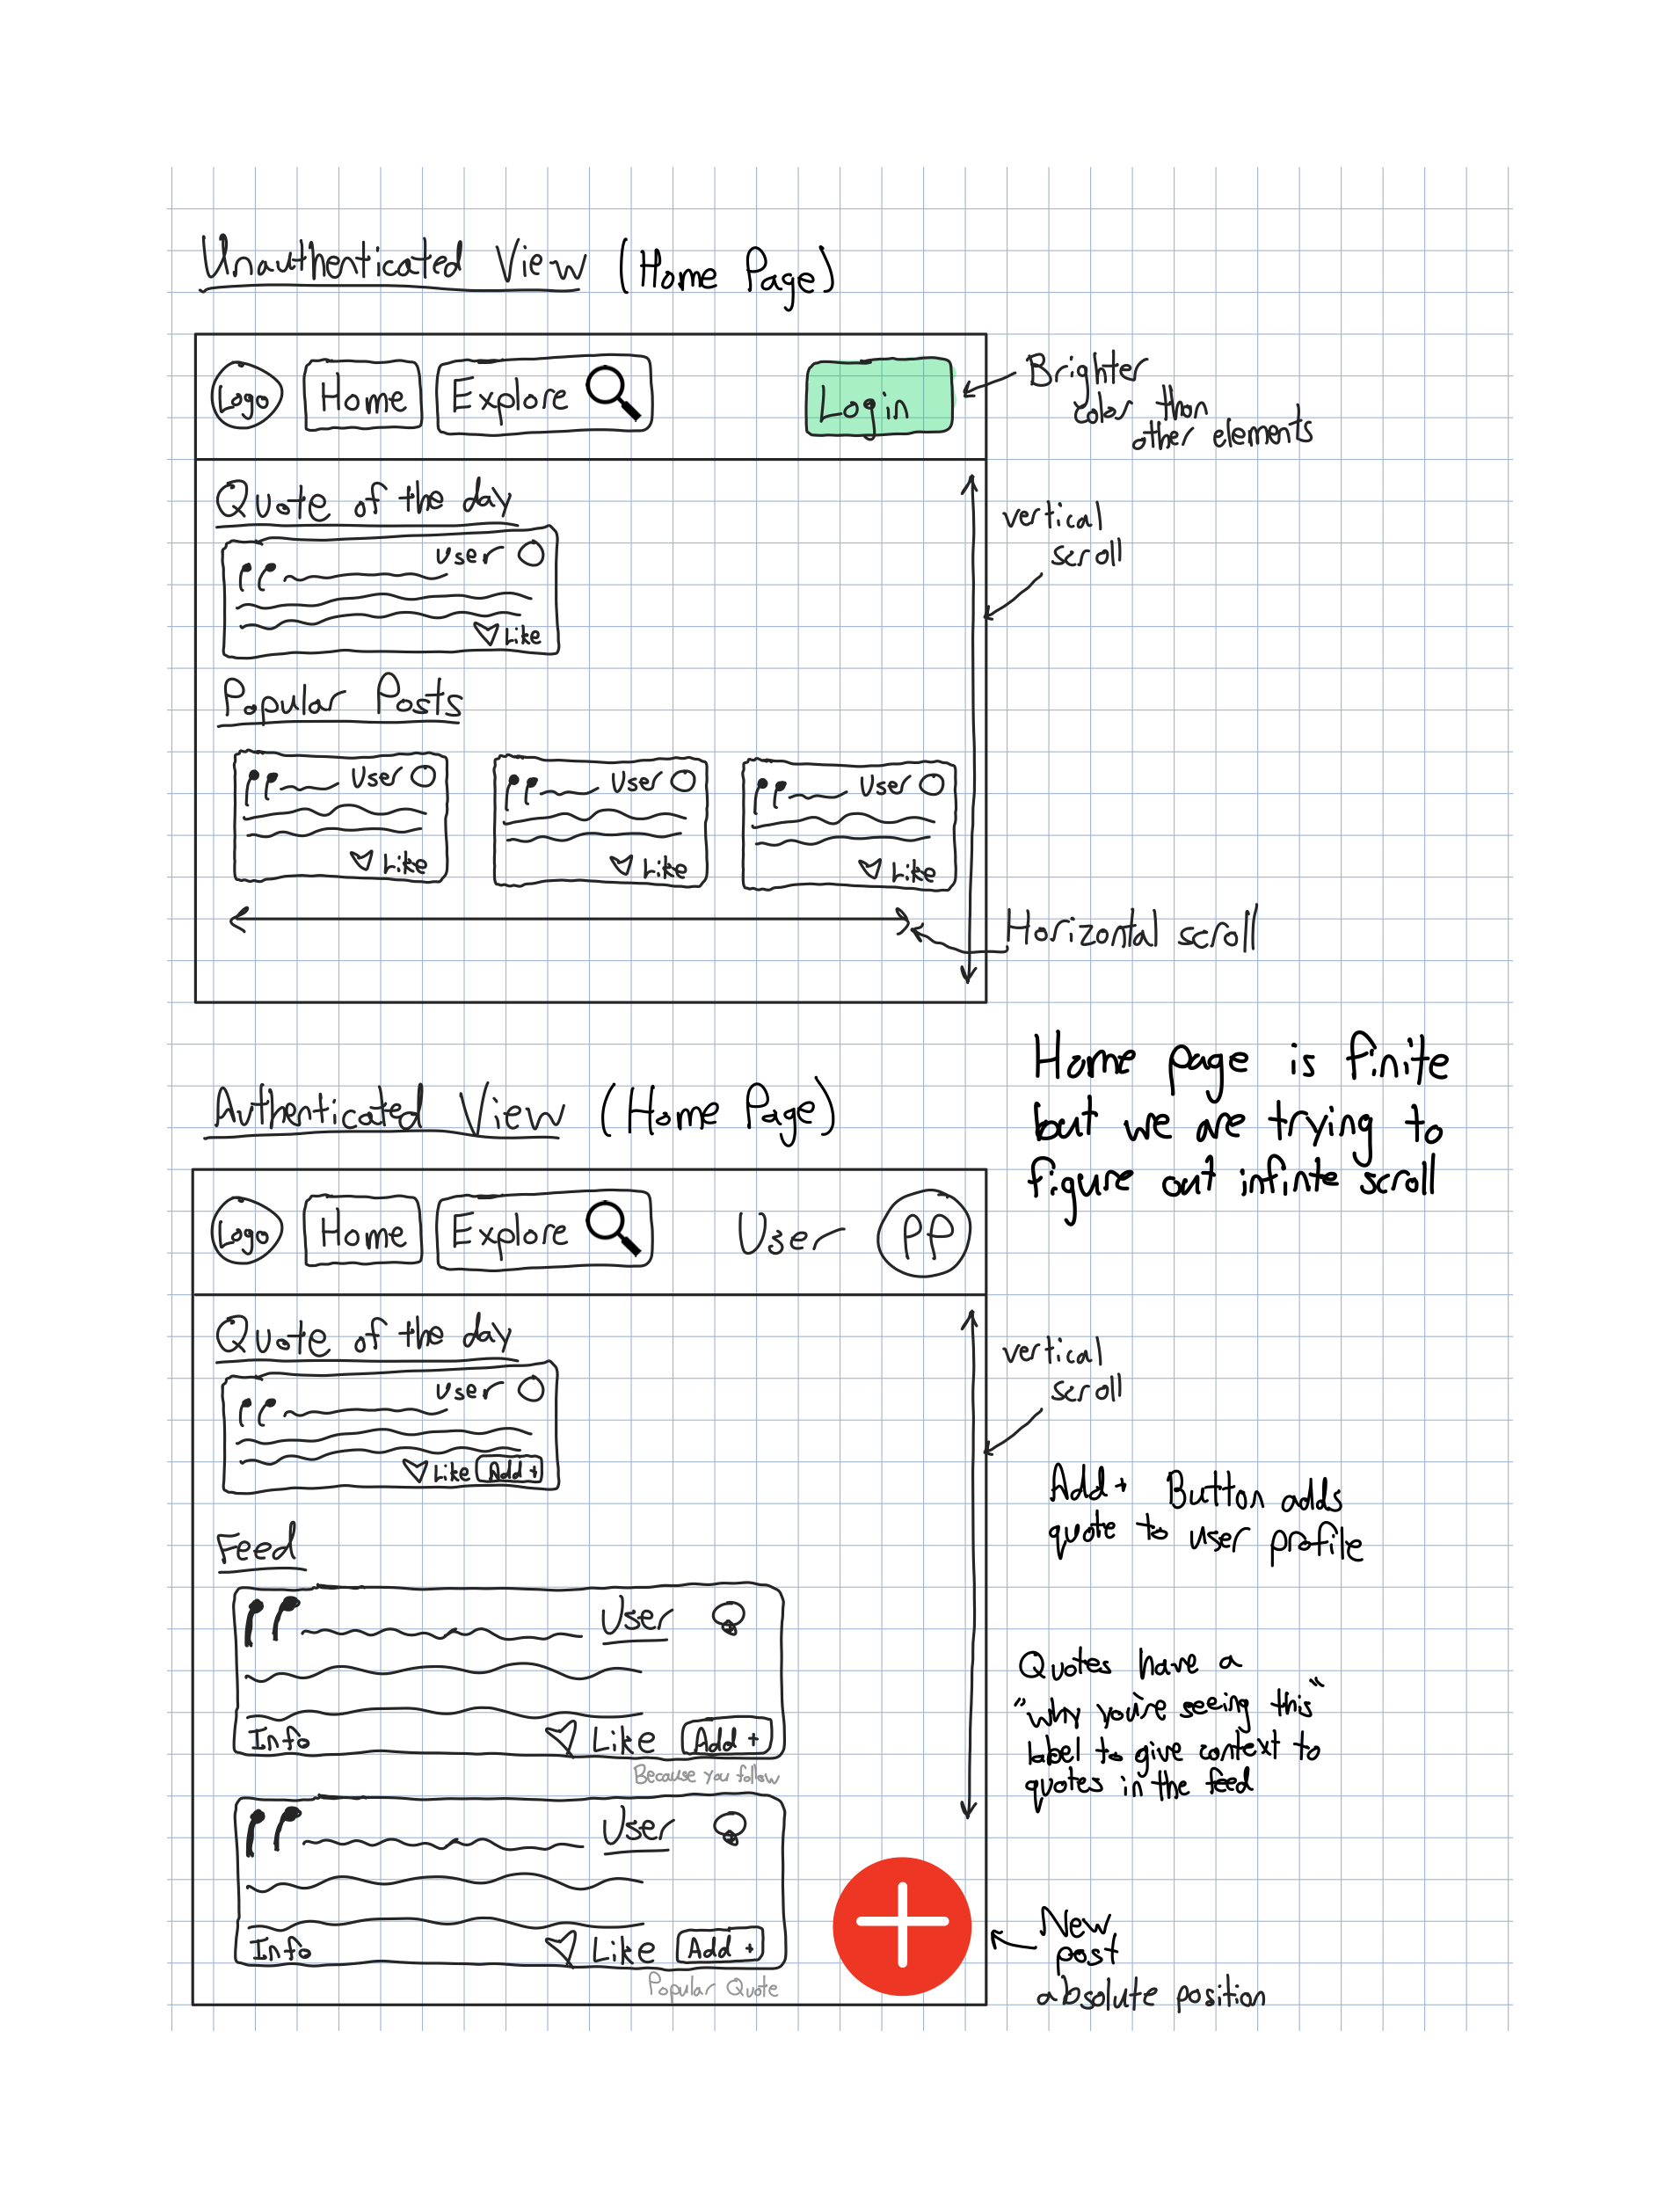 Unauthenticated View (Home Page)
Logo Home Explore Login
Brighter
color than
other elements
Quote of the day
vertical
scroll
User
Like
Popular Posts
User User User
Like Like Like
Horizontal scroll
Home page is finite
but we are trying to
figure out infinte scroll
Authenticated View (Home Page)
Logo Home Explore User PP
Quote of the day
vertical
scroll
User
Like Add +
Add + Button adds
quote to user profile
Feed
User
Info Like Add +
Because you follow
Quotes have a
"why you're seeing this"
label to give context to
quotes in the feed
User
Info Like Add +
Popular Quote
New
post
absolute position